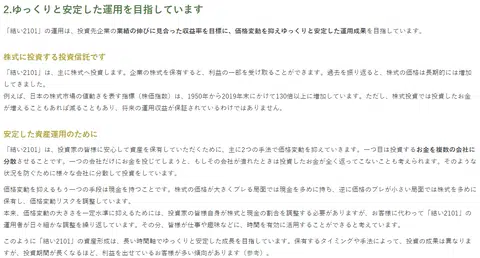 2.ゆっくりと安定した運用を目指しています
「結い2101」の運用は、投資先企業の業績の伸びに見合った収益率を目標に、価格変動を抑えゆっくりと安定した運用成果を目指しています。
株式に投資する投資信託です
「結い2101」は、主に株式へ投資します。企業の株式を保有すると、利益の一部を受け取ることができます。過去を振り返ると、株式の価格は長期的には増加
してきました。
例えば、日本の株式市場の値動きを表す指標（株価指数）は、1950年から2019年末にかけて130倍以上に増加しています。ただし、株式投資では投資したお金
が増えることもあれば減ることもあり、将来の運用収益が保証されているわけではありません。
安定した資産運用のために
「結い2101」は、投資家の皆様に安心して資産を保有していただくために、主に2つの手法で価格変動を抑えていきます。一つ目は投資するお金を複数の会社に
分散させることです。一つの会社だけにお金を投じてしまうと、もしその会社が潰れたときは投資したお金が全く返ってこないことも考えられます。そのような
状況を防ぐために様々な会社に分散して投資をしています。
価格変動を抑えるもう一つの手段は現金を持つことです。株式の価格が大きくブレる局面では現金を多めに持ち、逆に価格のブレが小さい局面では株式を多めに
保有し、価格変動リスクを調整しています。
本来、価格変動の大きさを一定水準に抑えるためには、投資家の皆様自身が株式と現金の割合を調整する必要がありますが、お客様に代わって「結い2101」の
運用者が日々細かな調整を繰り返しています。その分、皆様が仕事や趣味などに、時間を有効に活用することができると考えています。
このように「結い2101」の資産形成は、長い時間軸でゆっくりと安定した成長を目指しています。保有するタイミングや手法によって、投資の成果は異なりま
すが、投資期間が長くなるほど、利益を出せているお客様が多い傾向があります（参考）。